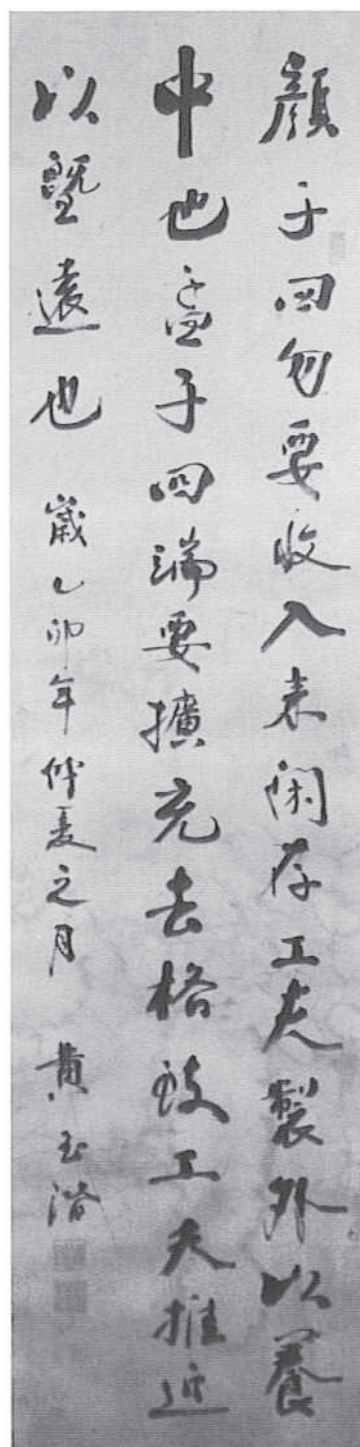 顏子四勿要收入來閑存工夫製外以養
中也孟子四端要擴充去格致工夫推近
以曁遠也 歲乙卯年仲夏之月 黃玉階